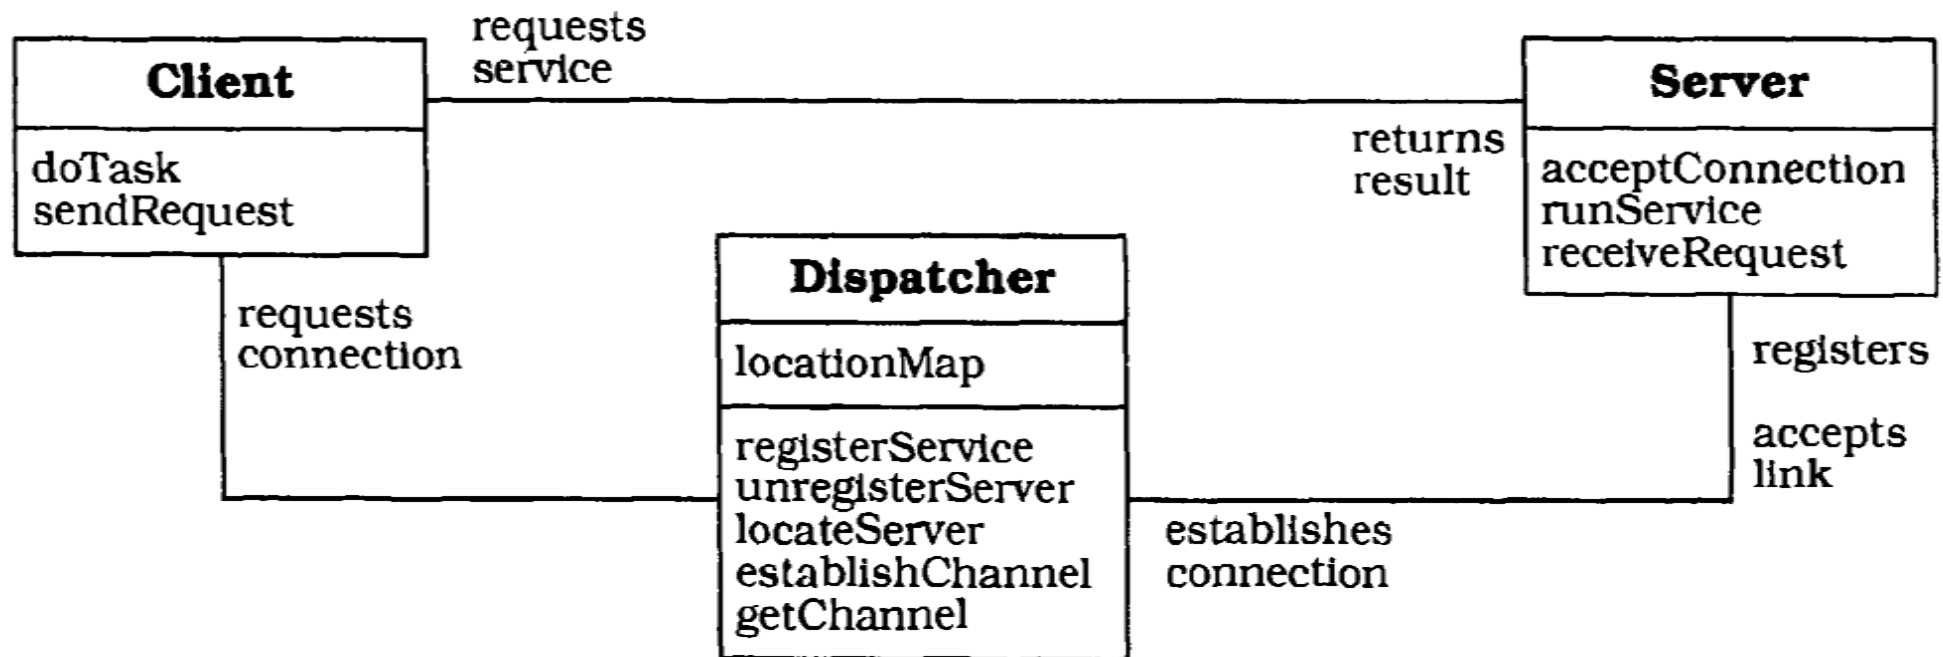 requests
service
Client
doTask
sendRequest
Server
returns
result
acceptConnection
runService
receiveRequest
requests
connection
Dispatcher
locationMap
registerService
unregisterServer
locateServer
establishChannel
getChannel
registers
accepts
link
establishes
connection